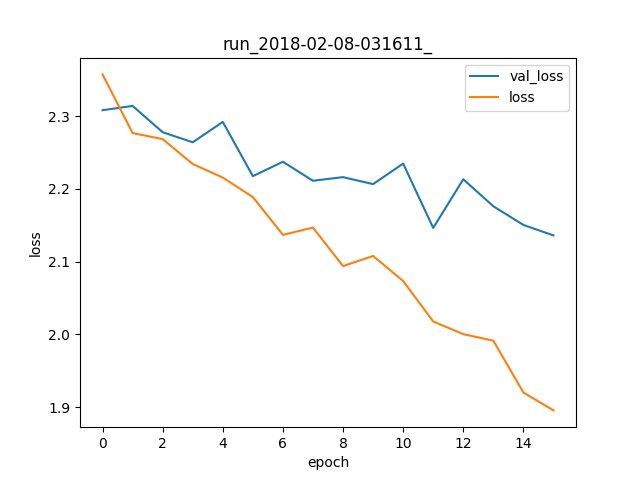 run_2018-02-08-031611_
val_loss
loss
2.3
2.2
2.1
2.0
1.9
loss
0 2 4 6 8 10 12 14
epoch